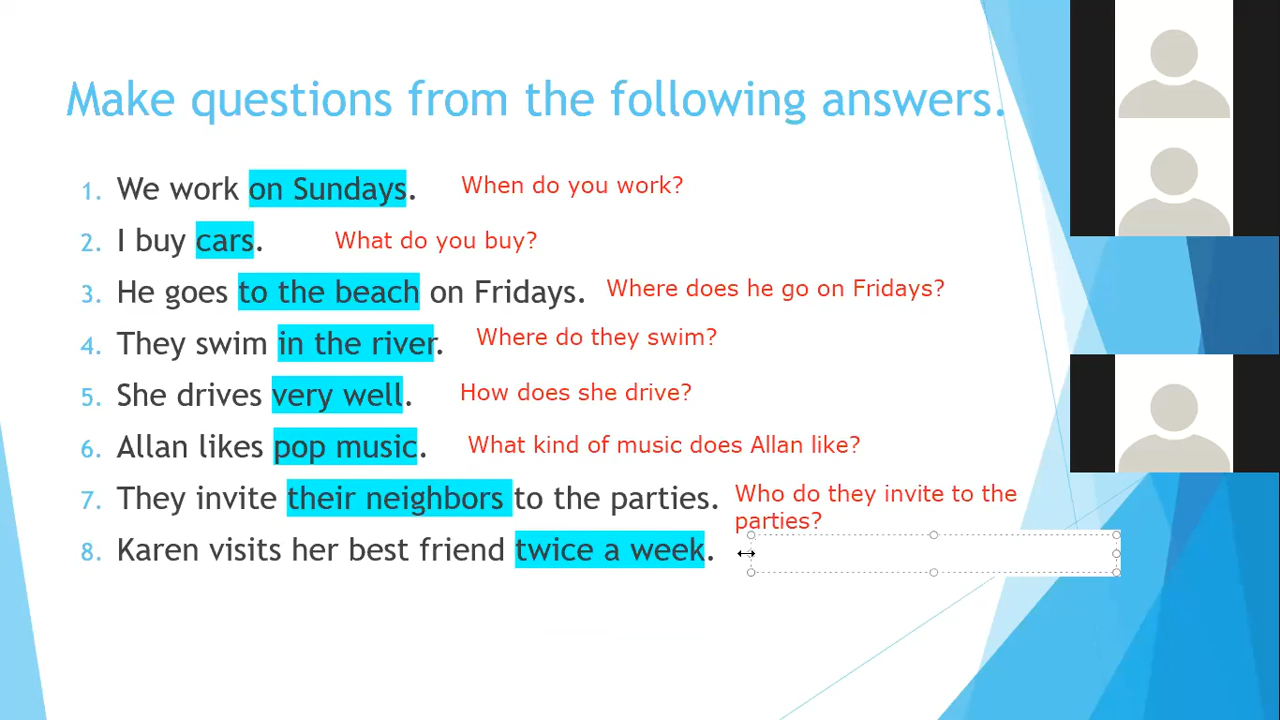 Make questions from the following answers.
1. We work on Sundays. When do you work?
2. I buy cars. What do you buy?
3. He goes to the beach on Fridays. Where does he go on Fridays?
4. They swim in the river. Where do they swim?
5. She drives very well. How does she drive?
6. Allan likes pop music. What kind of music does Allan like?
7. They invite their neighbors to the parties. Who do they invite to the
parties?
8. Karen visits her best friend twice a week.